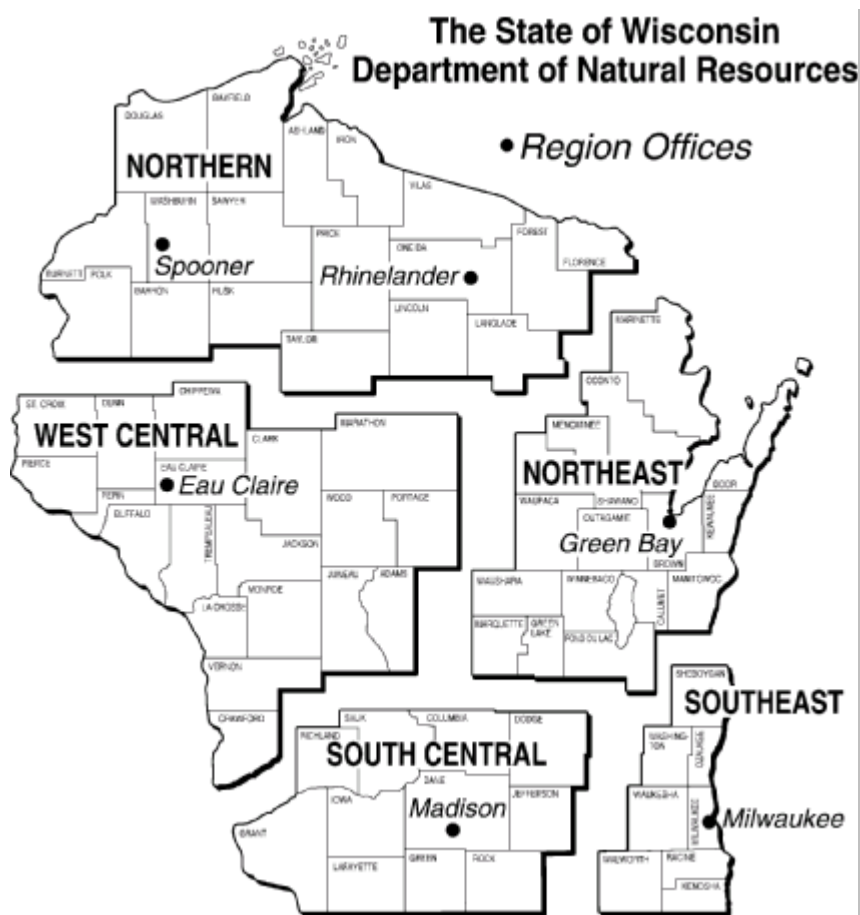 The State of Wisconsin
Department of Natural Resources
Region Offices
BAYFIELD
DOUGLAS
ASHLAND
IRON
NORTHERN
VILAS
WASHBURN
SAWYER
PRICE
FOREST
ONEIDA
FLORENCE
Spooner
Rhinelander
BURNETT
POLK
BARRON
RUSK
LINCOLN
LANGLADE
TAYLOR
MARINETTE
OCONTO
CHIPPEWA
ST. CROIX
DUNN
MARATHON
MENOMINEE
WEST CENTRAL
CLARK
NORTHEAST
PIERCE
EAU CLAIRE
Eau Claire
DOOR
PEPIN
WOOD
PORTAGE
WAUPACA
SHAWANO
KEWAUNEE
BUFFALO
OUTAGAMIE
TREMPEALEAU
Green Bay
JACKSON
BROWN
JUNEAU
ADAMS
WAUSHARA
WINNEBAGO
MANITOWOC
MONROE
CALUMET
LA CROSSE
MARQUETTE
GREEN
LAKE
FOND DU LAC
VERNON
SHEBOYGAN
SOUTHEAST
CRAWFORD
SAUK
COLUMBIA
DODGE
RICHLAND
WASHING-
TON
OZAUKEE
SOUTH CENTRAL
DANE
IOWA
JEFFERSON
WAUKESHA
Madison
MILWAUKEE
Milwaukee
GRANT
LAFAYETTE
GREEN
ROCK
WALWORTH
RACINE
KENOSHA